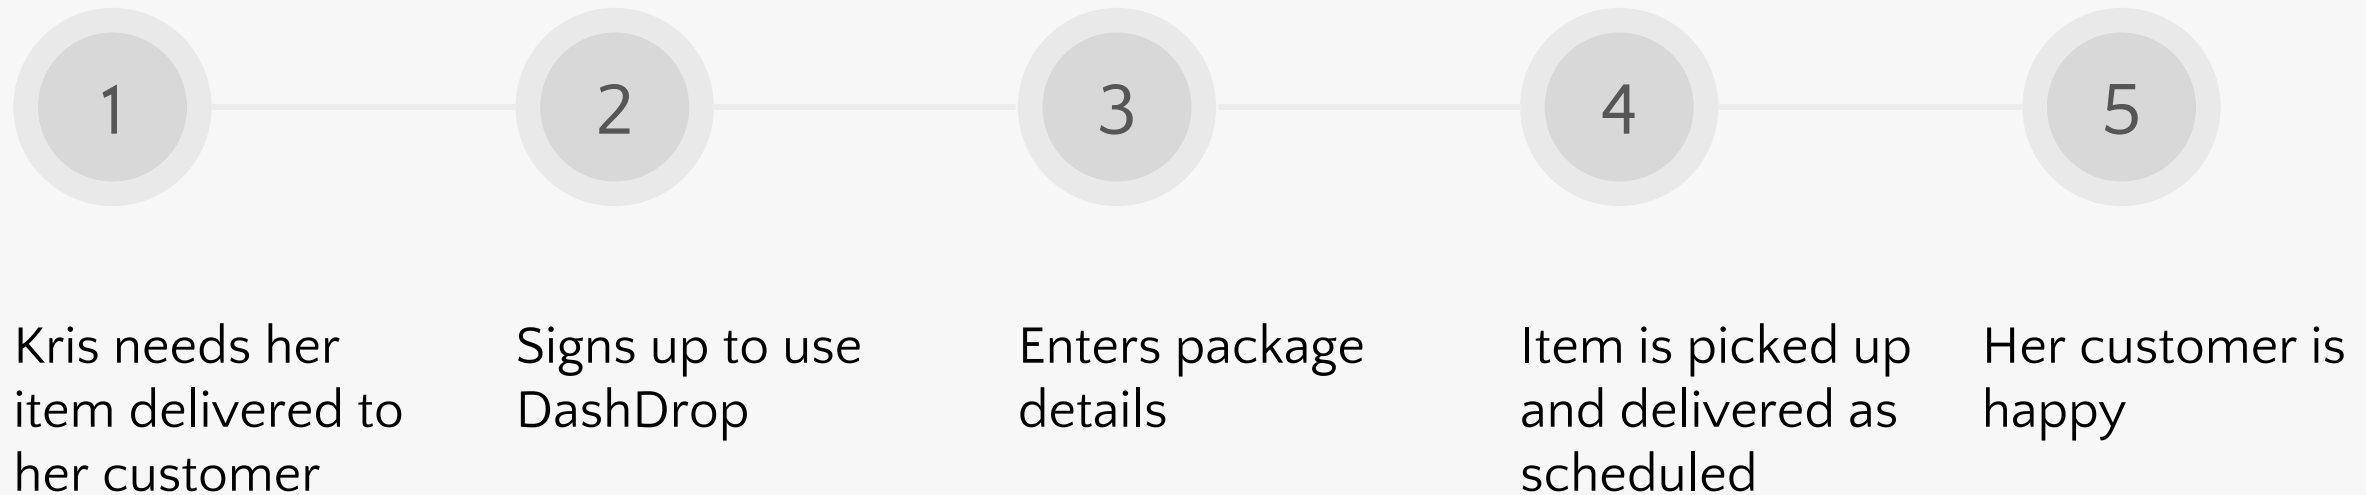 1
2
3
4
5
Kris needs her
item delivered to
her customer
Signs up to use
DashDrop
Enters package
details
Item is picked up
and delivered as
scheduled
Her customer is
happy